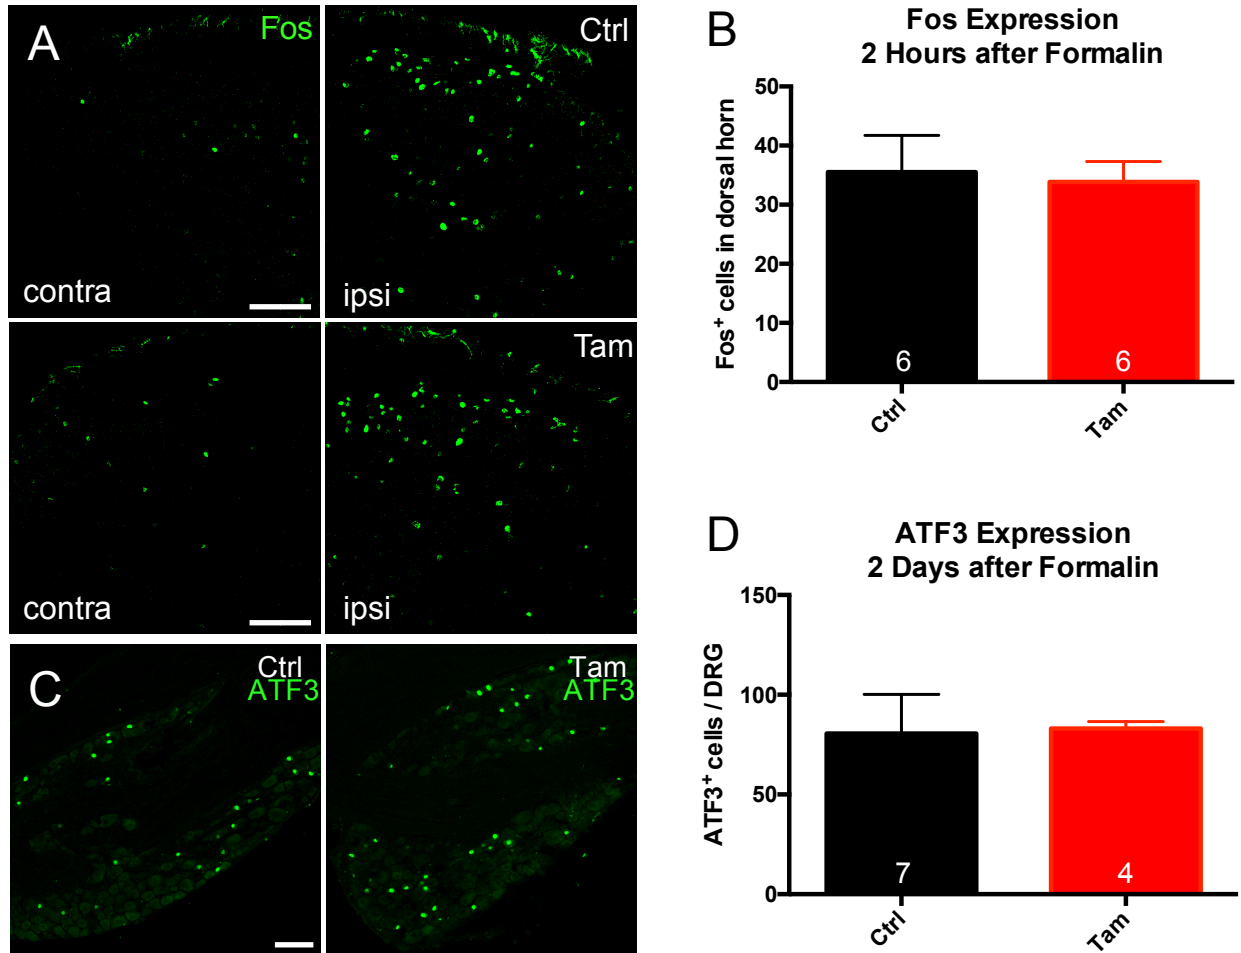 A
Fos
Ctrl
contra
ipsi
Tam
contra
ipsi
C
Ctrl
ATF3
Tam
ATF3
B
Fos Expression
2 Hours after Formalin
Fos+ cells in dorsal horn
50
40
30
20
10
0
6
6
Ctrl
Tam
D
ATF3 Expression
2 Days after Formalin
ATF3+ cells / DRG
150
100
50
0
7
4
Ctrl
Tam